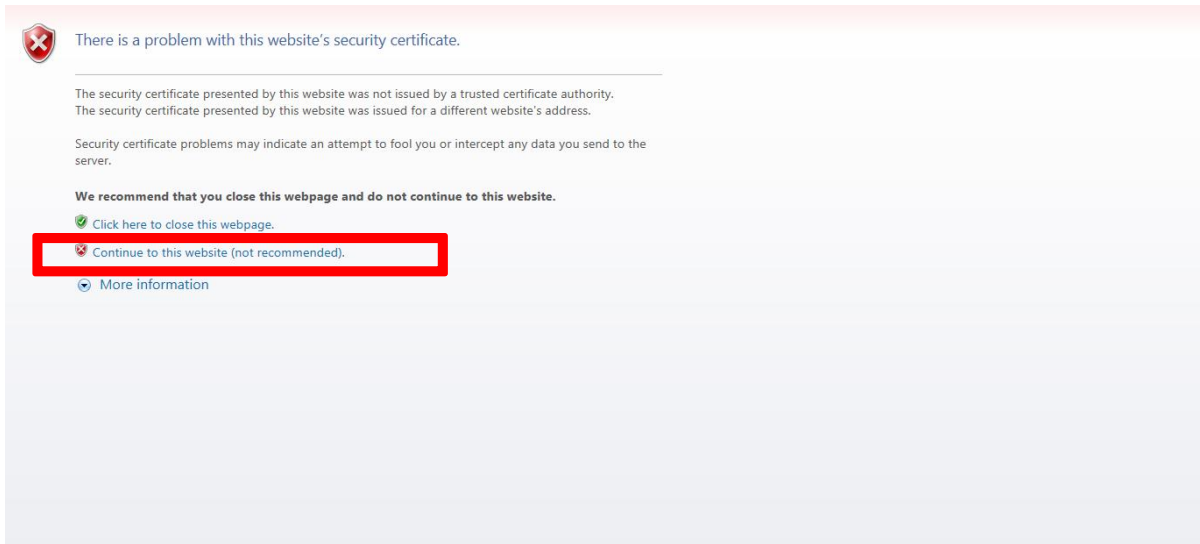 There is a problem with this website's security certificate.
The security certificate presented by this website was not issued by a trusted certificate authority.
The security certificate presented by this website was issued for a different website's address.
Security certificate problems may indicate an attempt to fool you or intercept any data you send to the
server.
We recommend that you close this webpage and do not continue to this website.
Click here to close this webpage.
Continue to this website (not recommended).
More information